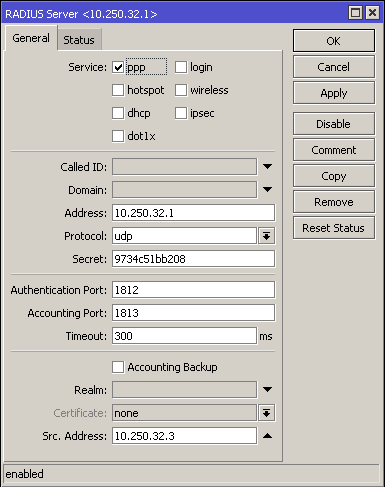 RADIUS Server <10.250.32.1>
General Status
OK
Service: ppp login
Cancel
hotspot wireless
Apply
dhcp ipsec
dot1x
Disable
Comment
Called ID:
Copy
Domain:
Remove
Address: 10.250.32.1
Reset Status
Protocol: udp
Secret: 9734c51bb208
Authentication Port: 1812
Accounting Port: 1813
Timeout: 300 ms
Accounting Backup
Realm:
Certificate: none
Src. Address: 10.250.32.3
enabled